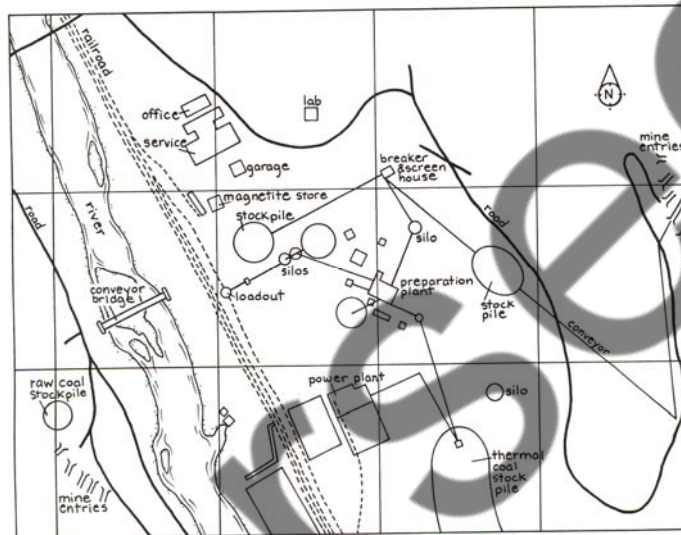 railroad
office
service
lab
garage
magnetite store
N
mine
entries
breaker
& screen
house
road
river
stockpile
road
silo
silos
conveyor
bridge
loadout
preparation
plant
stock
pile
conveyor
raw coal
stockpile
power plant
silo
thermal
coal
stock
pile
mine
entries